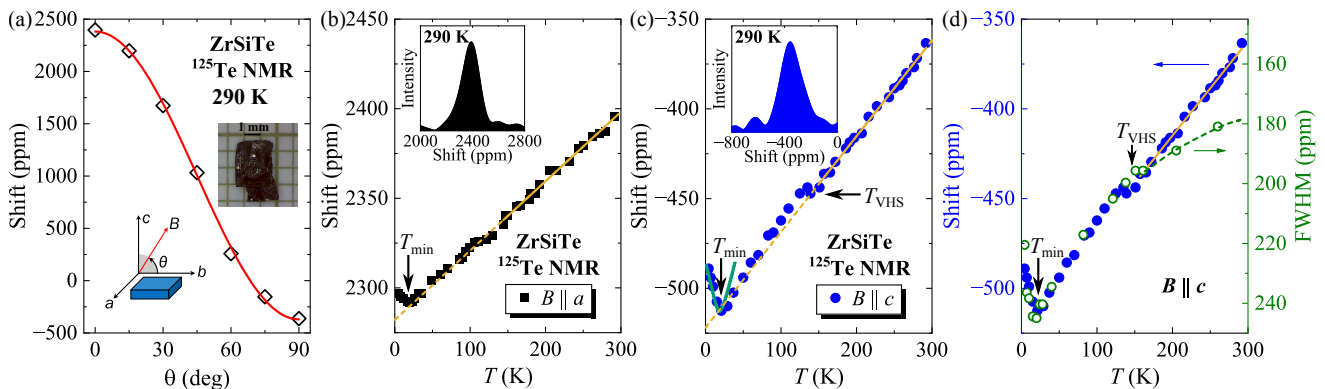 (a)
ZrSiTe
¹²⁵Te NMR
290 K
1 mm
c
B
θ
b
a
2500
2000
1500
1000
500
0
−500
Shift (ppm)
0
30
60
90
θ (deg)
(b)
290 K
Intensity
2000
2400
2800
Shift (ppm)
2450
2400
2350
2300
Shift (ppm)
T_min
ZrSiTe
¹²⁵Te NMR
B || a
0
100
200
300
T (K)
(c)
290 K
Intensity
−800
−400
0
Shift (ppm)
−350
−400
−450
−500
Shift (ppm)
T_VHS
T_min
ZrSiTe
¹²⁵Te NMR
B || c
0
100
200
300
T (K)
(d)
−350
−400
−450
−500
Shift (ppm)
T_VHS
T_min
B || c
160
180
200
220
240
FWHM (ppm)
0
100
200
300
T (K)